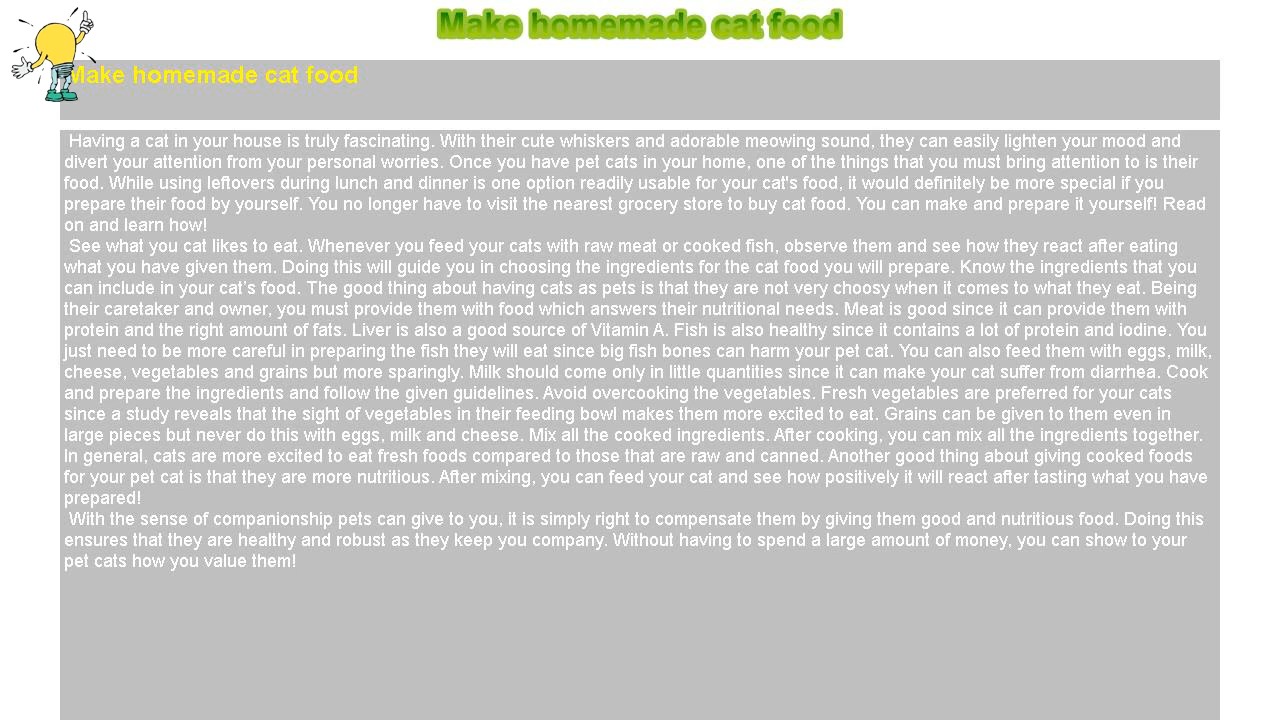 Make homemade cat food
Make homemade cat food
Having a cat in your house is truly fascinating. With their cute whiskers and adorable meowing sound, they can easily lighten your mood and
divert your attention from your personal worries. Once you have pet cats in your home, one of the things that you must bring attention to is their
food. While using leftovers during lunch and dinner is one option readily usable for your cat's food, it would definitely be more special if you
prepare their food by yourself. You no longer have to visit the nearest grocery store to buy cat food. You can make and prepare it yourself! Read
on and learn how!
See what you cat likes to eat. Whenever you feed your cats with raw meat or cooked fish, observe them and see how they react after eating
what you have given them. Doing this will guide you in choosing the ingredients for the cat food you will prepare. Know the ingredients that you
can include in your cat's food. The good thing about having cats as pets is that they are not very choosy when it comes to what they eat. Being
their caretaker and owner, you must provide them with food which answers their nutritional needs. Meat is good since it can provide them with
protein and the right amount of fats. Liver is also a good source of Vitamin A. Fish is also healthy since it contains a lot of protein and iodine. You
just need to be more careful in preparing the fish they will eat since big fish bones can harm your pet cat. You can also feed them with eggs, milk,
cheese, vegetables and grains but more sparingly. Milk should come only in little quantities since it can make your cat suffer from diarrhea. Cook
and prepare the ingredients and follow the given guidelines. Avoid overcooking the vegetables. Fresh vegetables are preferred for your cats
since a study reveals that the sight of vegetables in their feeding bowl makes them more excited to eat. Grains can be given to them even in
large pieces but never do this with eggs, milk and cheese. Mix all the cooked ingredients. After cooking, you can mix all the ingredients together.
In general, cats are more excited to eat fresh foods compared to those that are raw and canned. Another good thing about giving cooked foods
for your pet cat is that they are more nutritious. After mixing, you can feed your cat and see how positively it will react after tasting what you have
prepared!
With the sense of companionship pets can give to you, it is simply right to compensate them by giving them good and nutritious food. Doing this
ensures that they are healthy and robust as they keep you company. Without having to spend a large amount of money, you can show to your
pet cats how you value them!